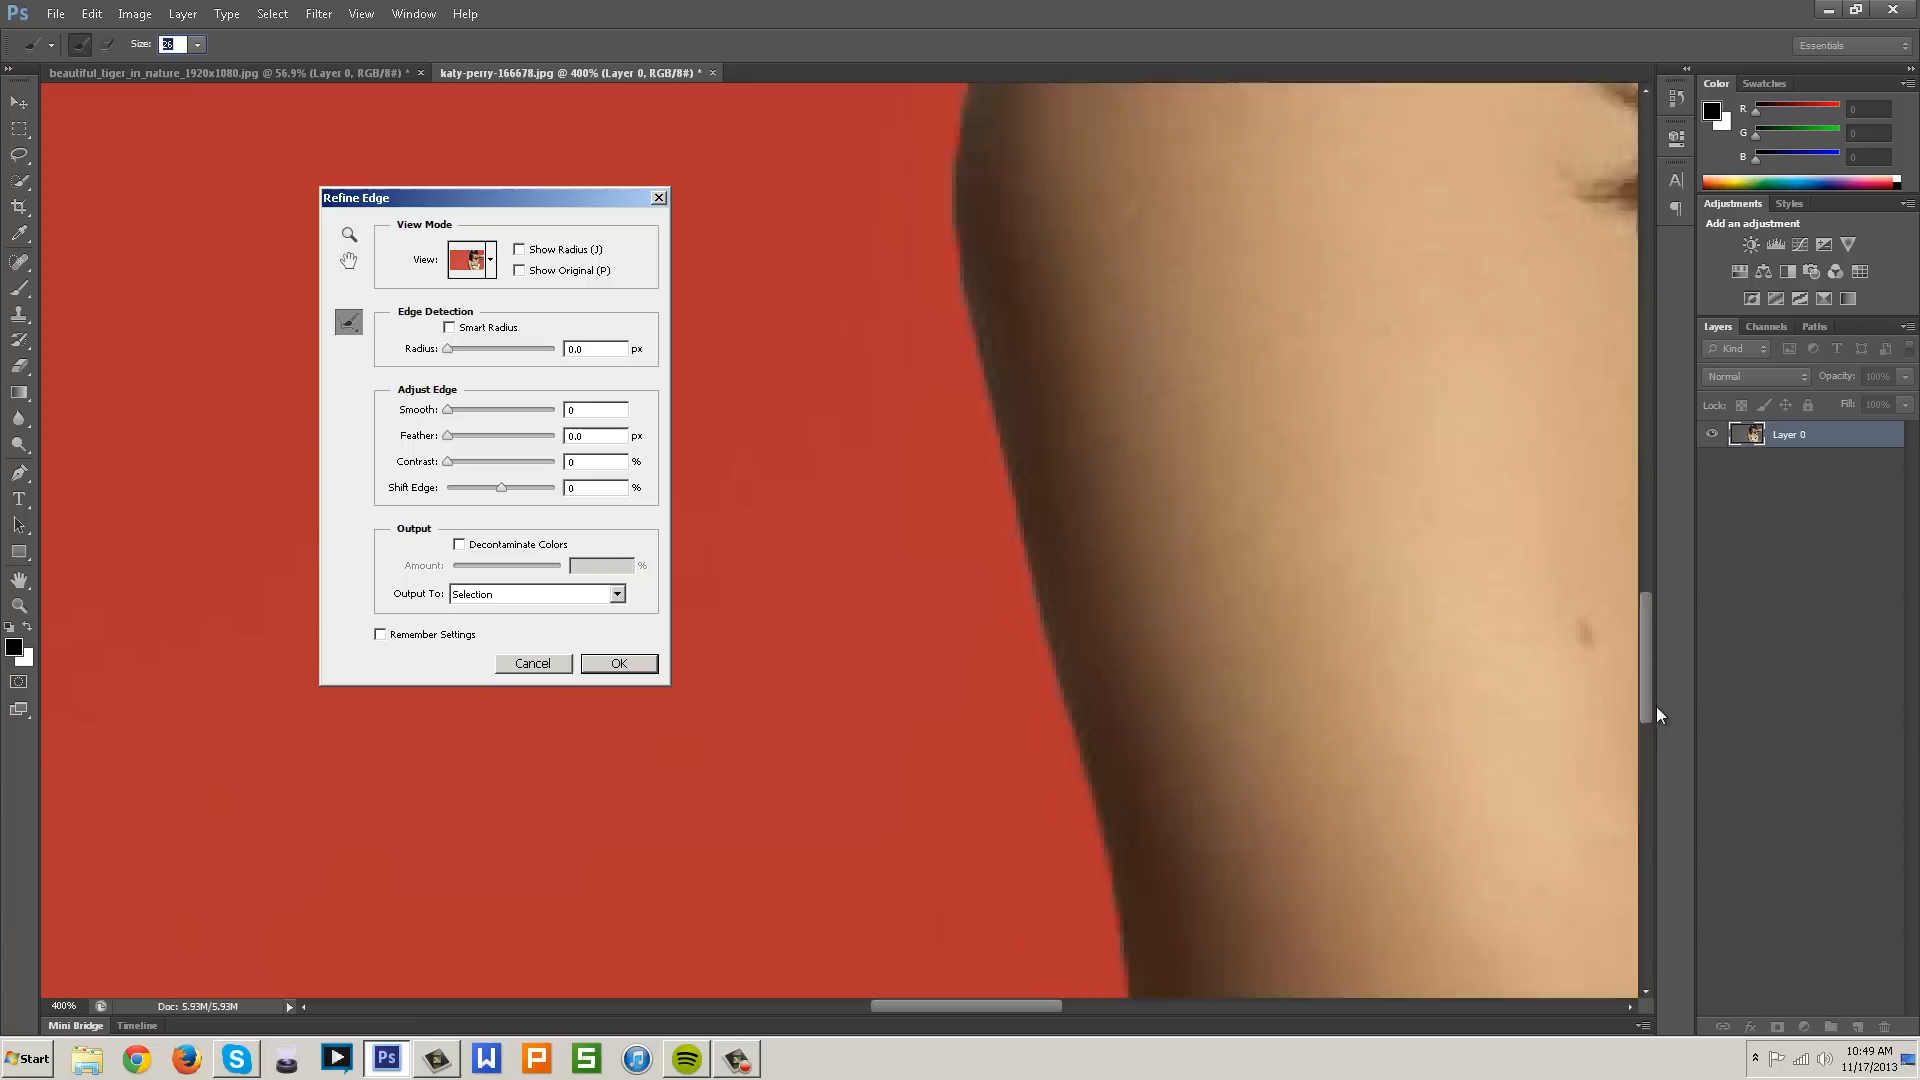 Ps File Edit Image Layer Type Select Filter View Window Help
Size: 26
Essentials
beautiful_tiger_in_nature_1920x1080.jpg @ 56.9% (Layer 0, RGB/8#) * ×
katy-perry-166678.jpg @ 400% (Layer 0, RGB/8#) * ×
Color Swatches
R 0
G 0
B 0
Adjustments Styles
Add an adjustment
Layers Channels Paths
Kind
Normal Opacity: 100%
Lock: Fill: 100%
Layer 0
Refine Edge
View Mode
View:
Show Radius (J)
Show Original (P)
Edge Detection
Smart Radius
Radius: 0.0 px
Adjust Edge
Smooth: 0
Feather: 0.0 px
Contrast: 0 %
Shift Edge: 0 %
Output
Decontaminate Colors
Amount: %
Output To: Selection
Remember Settings
Cancel OK
400% Doc: 5.93M/5.93M
Mini Bridge Timeline
Start
Ps
W
P
S
10:49 AM
11/17/2013